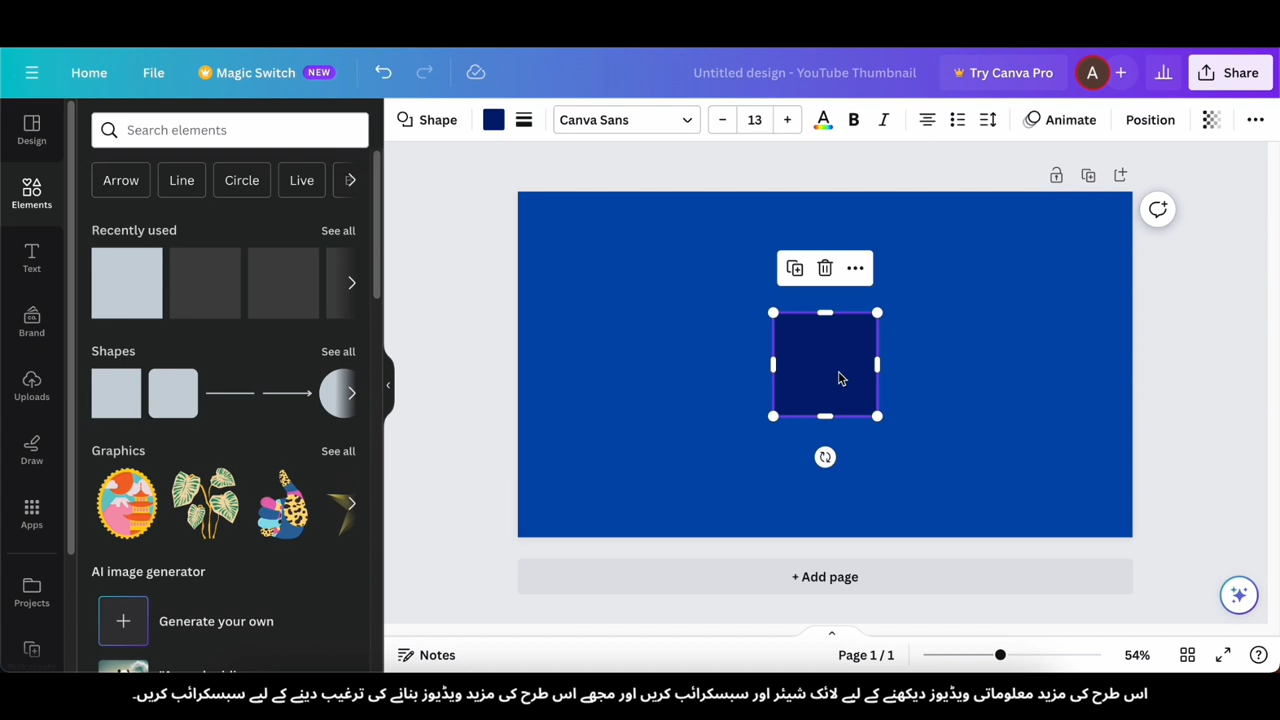 Home File Magic Switch NEW Untitled design - YouTube Thumbnail Try Canva Pro A + Share
Shape Canva Sans − 13 + A B I Animate Position
Design
Elements
Text
Brand
Uploads
Draw
Apps
Projects
Search elements
Arrow Line Circle Live
Recently used See all
Shapes See all
Graphics See all
AI image generator
Generate your own
+ Add page
Notes Page 1 / 1 54%
اس طرح کی مزید معلوماتی ویڈیوز دیکھنے کے لیے لائک شیئر اور سبسکرائب کریں اور مجھے اس طرح کی مزید ویڈیوز بنانے کی ترغیب دینے کے لیے سبسکرائب کریں۔